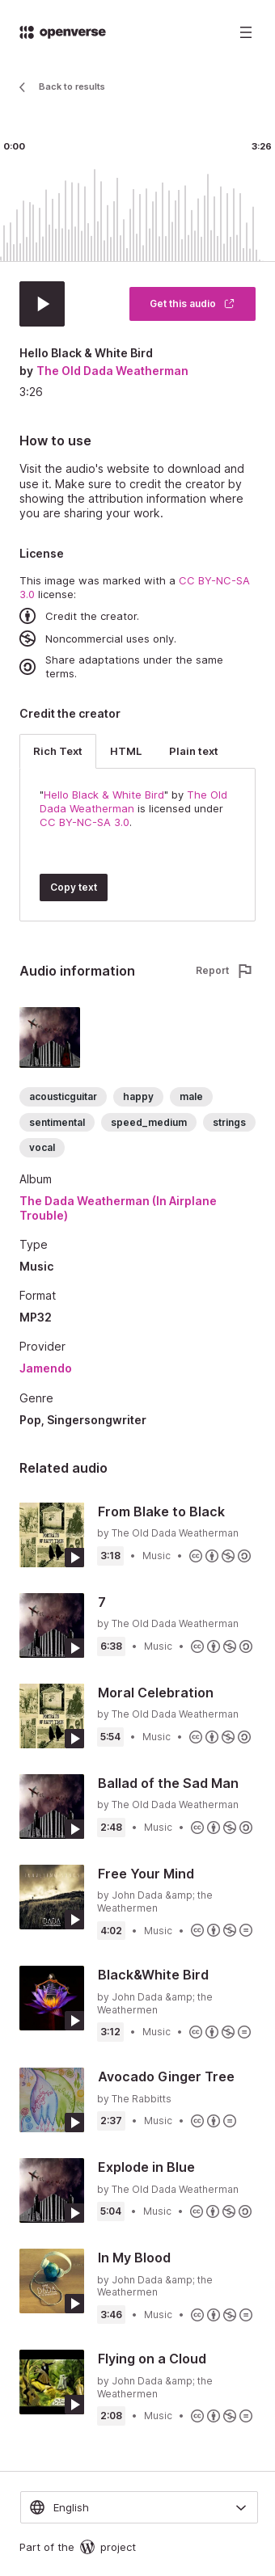 openverse
Back to results
0:00
3:26
Get this audio
Hello Black & White Bird
by The Old Dada Weatherman
3:26
How to use
Visit the audio's website to download and
use it. Make sure to credit the creator by
showing the attribution information where
you are sharing your work.
License
This image was marked with a CC BY-NC-SA
3.0 license:
Credit the creator.
Noncommercial uses only.
Share adaptations under the same
terms.
Credit the creator
Rich Text
HTML
Plain text
"Hello Black & White Bird" by The Old
Dada Weatherman is licensed under
CC BY-NC-SA 3.0.
Copy text
Audio information
Report
acousticguitar
happy
male
sentimental
speed_medium
strings
vocal
Album
The Dada Weatherman (In Airplane
Trouble)
Type
Music
Format
MP32
Provider
Jamendo
Genre
Pop, Singersongwriter
Related audio
From Blake to Black
by The Old Dada Weatherman
3:18 • Music •
7
by The Old Dada Weatherman
6:38 • Music •
Moral Celebration
by The Old Dada Weatherman
5:54 • Music •
Ballad of the Sad Man
by The Old Dada Weatherman
2:48 • Music •
Free Your Mind
by John Dada &amp; the
Weathermen
4:02 • Music •
Black&White Bird
by John Dada &amp; the
Weathermen
3:12 • Music •
Avocado Ginger Tree
by The Rabbitts
2:37 • Music •
Explode in Blue
by The Old Dada Weatherman
5:04 • Music •
In My Blood
by John Dada &amp; the
Weathermen
3:46 • Music •
Flying on a Cloud
by John Dada &amp; the
Weathermen
2:08 • Music •
English
Part of the
project